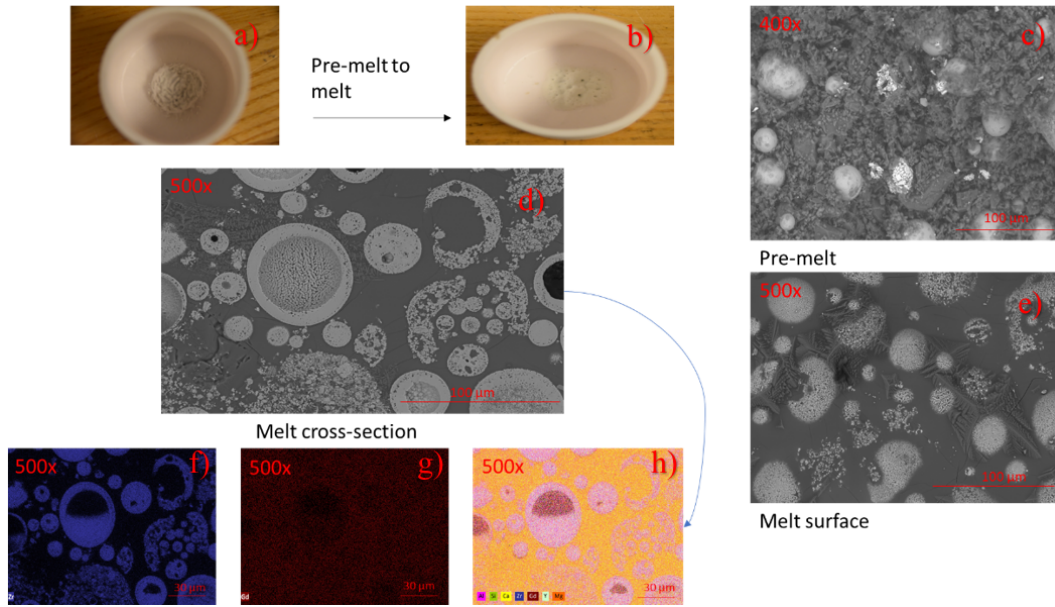 a)
Pre-melt to
melt
b)
400x
c)
100 µm
Pre-melt
500x
d)
100 µm
Melt cross-section
500x
e)
100 µm
Melt surface
500x
f)
30 µm
Zr
500x
g)
30 µm
Gd
500x
h)
30 µm
Al Si Ca Zr Gd Y Mg